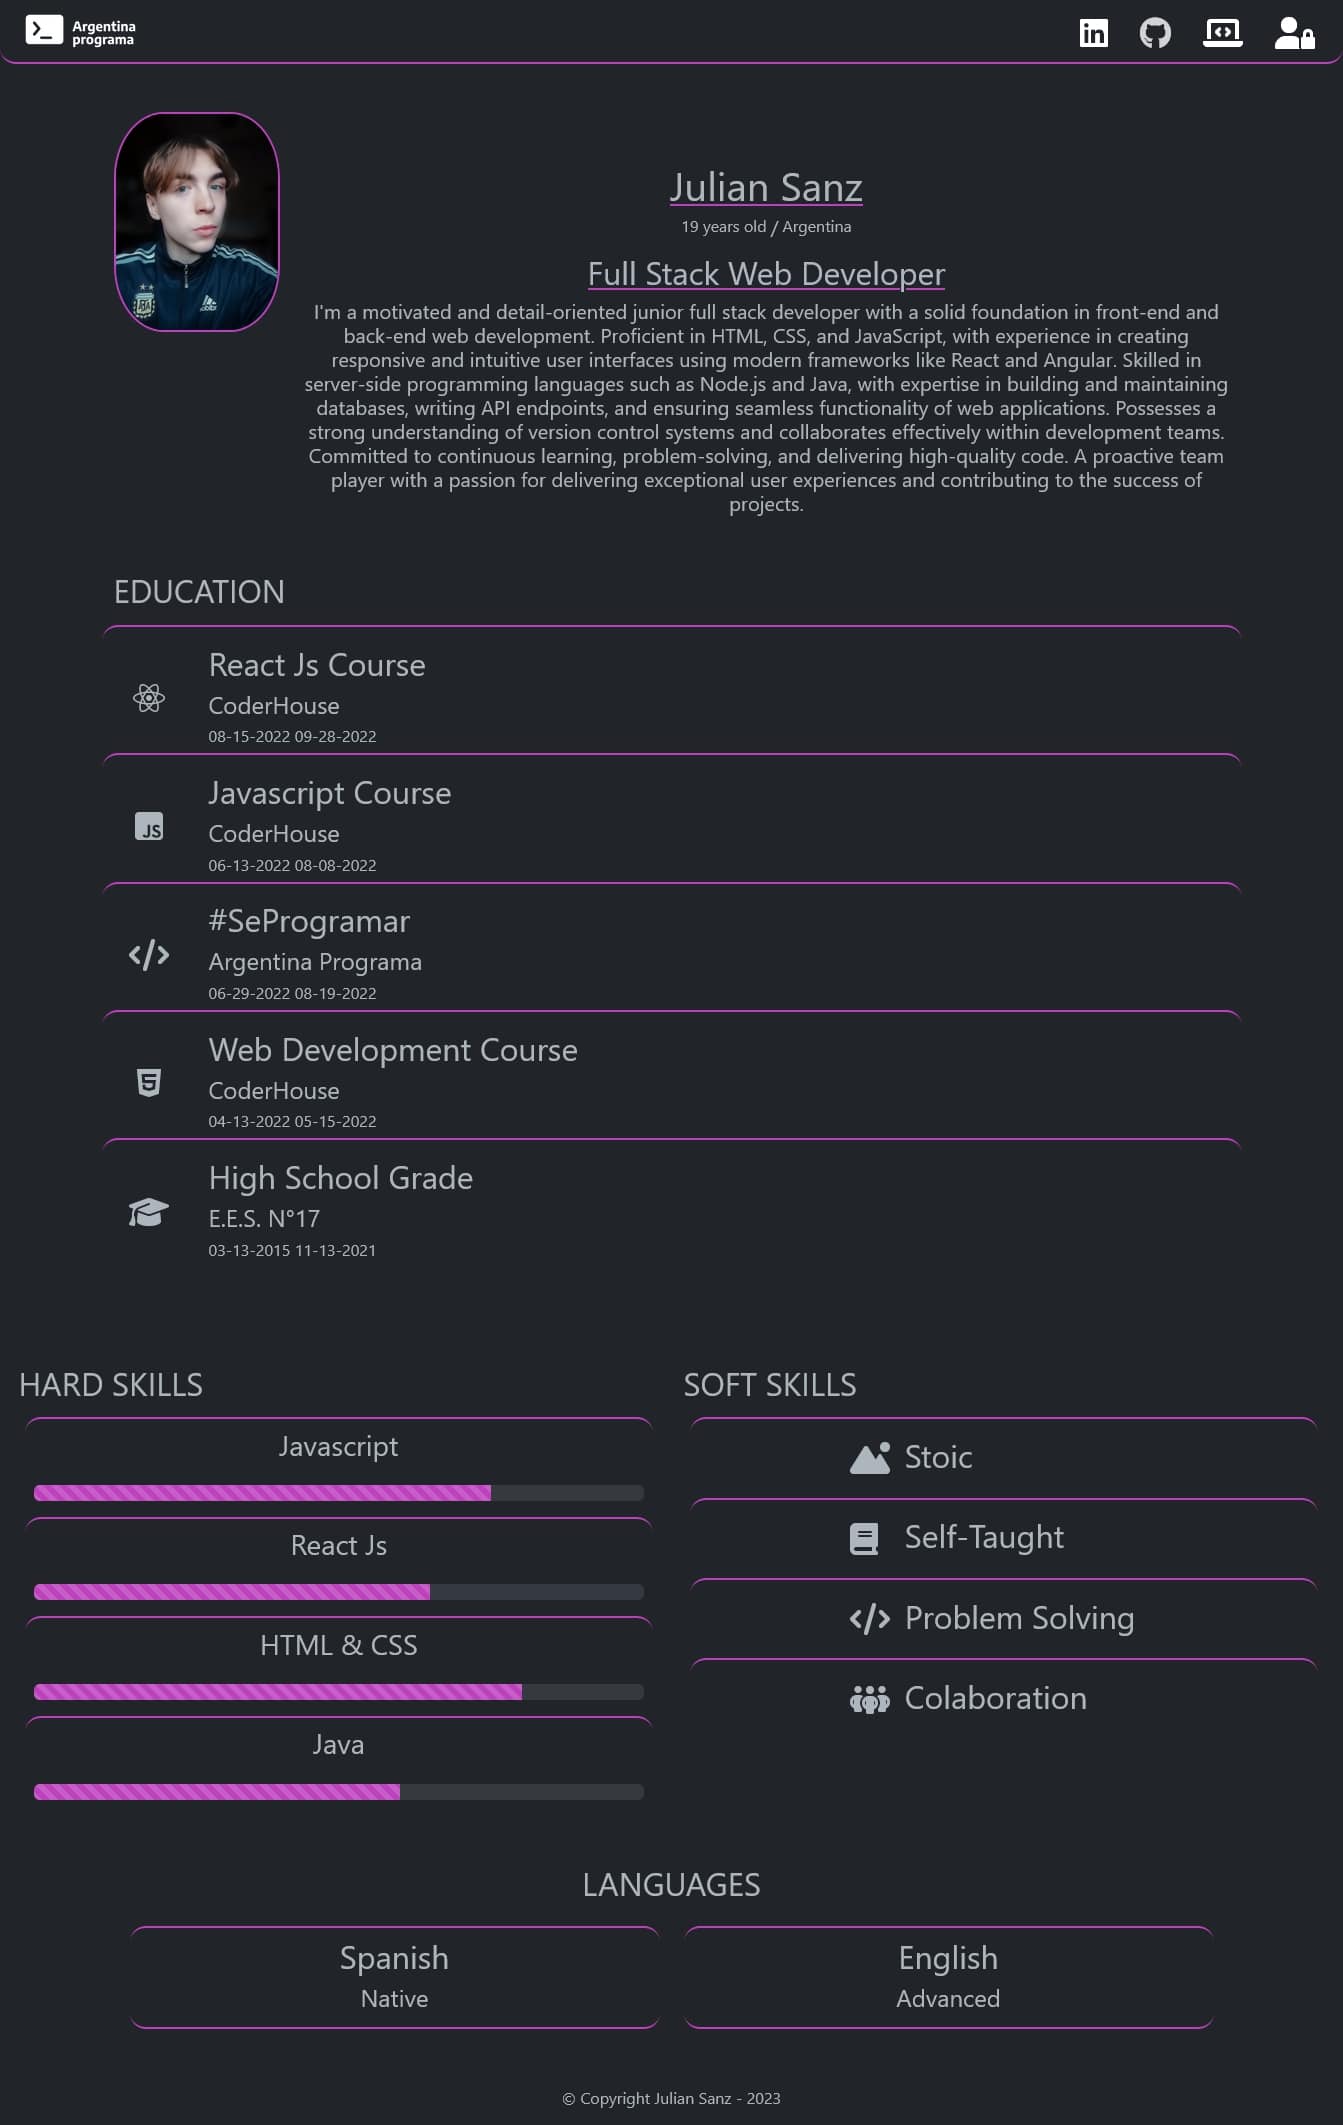 Argentina
programa
Julian Sanz
19 years old / Argentina
Full Stack Web Developer
I'm a motivated and detail-oriented junior full stack developer with a solid foundation in front-end and
back-end web development. Proficient in HTML, CSS, and JavaScript, with experience in creating
responsive and intuitive user interfaces using modern frameworks like React and Angular. Skilled in
server-side programming languages such as Node.js and Java, with expertise in building and maintaining
databases, writing API endpoints, and ensuring seamless functionality of web applications. Possesses a
strong understanding of version control systems and collaborates effectively within development teams.
Committed to continuous learning, problem-solving, and delivering high-quality code. A proactive team
player with a passion for delivering exceptional user experiences and contributing to the success of
projects.
EDUCATION
React Js Course
CoderHouse
08-15-2022 09-28-2022
Javascript Course
CoderHouse
06-13-2022 08-08-2022
#SeProgramar
Argentina Programa
06-29-2022 08-19-2022
Web Development Course
CoderHouse
04-13-2022 05-15-2022
High School Grade
E.E.S. N°17
03-13-2015 11-13-2021
HARD SKILLS
Javascript
React Js
HTML & CSS
Java
SOFT SKILLS
Stoic
Self-Taught
Problem Solving
Colaboration
LANGUAGES
Spanish
Native
English
Advanced
© Copyright Julian Sanz - 2023